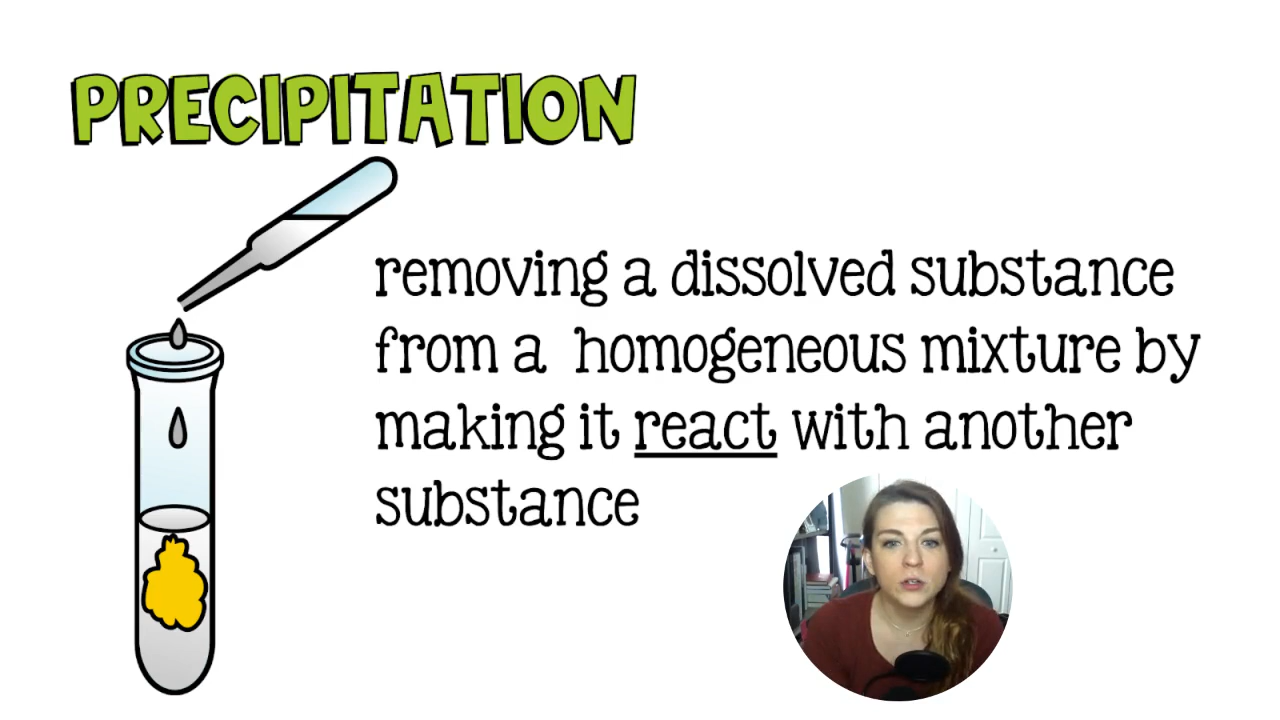 PRECIPITATION
removing a dissolved substance
from a homogeneous mixture by
making it react with another
substance